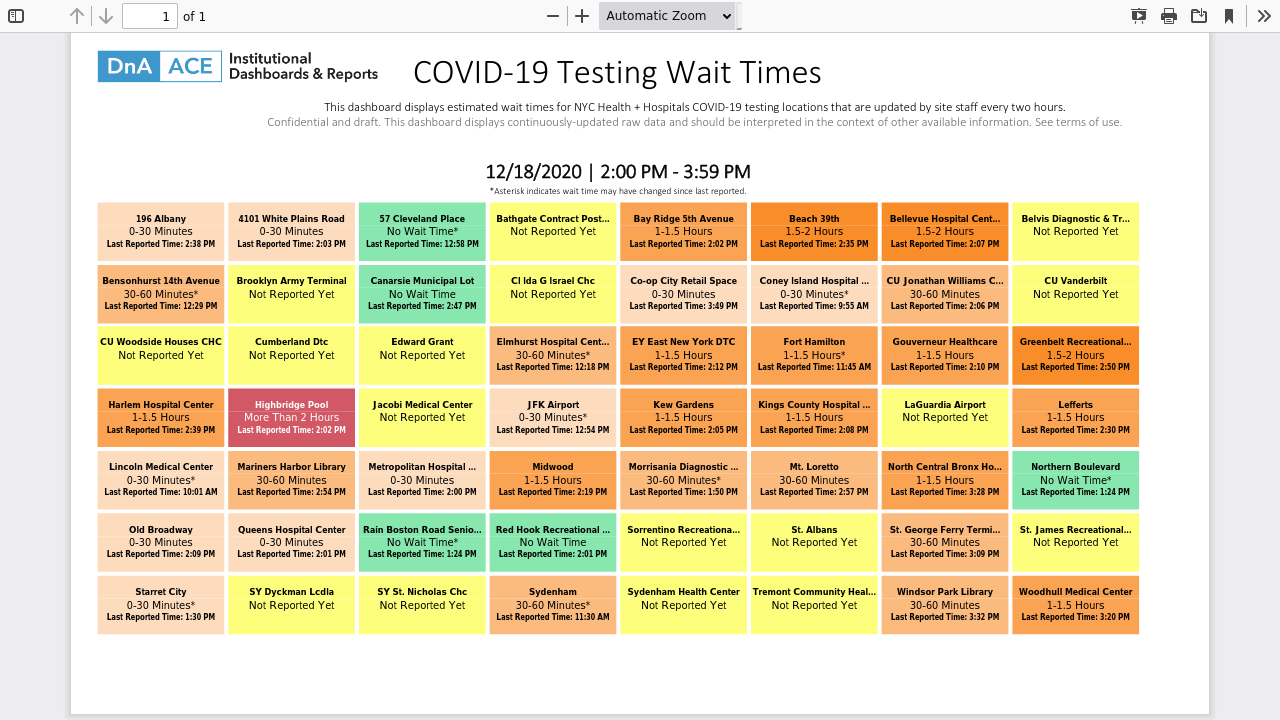 1 of 1
Automatic Zoom
DnA ACE Institutional
Dashboards & Reports
COVID-19 Testing Wait Times
This dashboard displays estimated wait times for NYC Health + Hospitals COVID-19 testing locations that are updated by site staff every two hours.
Confidential and draft. This dashboard displays continuously-updated raw data and should be interpreted in the context of other available information. See terms of use.
12/18/2020 | 2:00 PM - 3:59 PM
*Asterisk indicates wait time may have changed since last reported.
196 Albany
0-30 Minutes
Last Reported Time: 2:38 PM
4101 White Plains Road
0-30 Minutes
Last Reported Time: 2:03 PM
57 Cleveland Place
No Wait Time*
Last Reported Time: 12:58 PM
Bathgate Contract Post...
Not Reported Yet
Bay Ridge 5th Avenue
1-1.5 Hours
Last Reported Time: 2:02 PM
Beach 39th
1.5-2 Hours
Last Reported Time: 2:35 PM
Bellevue Hospital Cent...
1.5-2 Hours
Last Reported Time: 2:07 PM
Belvis Diagnostic & Tr...
Not Reported Yet
Bensonhurst 14th Avenue
30-60 Minutes*
Last Reported Time: 12:29 PM
Brooklyn Army Terminal
Not Reported Yet
Canarsie Municipal Lot
No Wait Time
Last Reported Time: 2:47 PM
Cl Ida G Israel Chc
Not Reported Yet
Co-op City Retail Space
0-30 Minutes
Last Reported Time: 3:49 PM
Coney Island Hospital ...
0-30 Minutes*
Last Reported Time: 9:55 AM
CU Jonathan Williams C...
30-60 Minutes
Last Reported Time: 2:06 PM
CU Vanderbilt
Not Reported Yet
CU Woodside Houses CHC
Not Reported Yet
Cumberland Dtc
Not Reported Yet
Edward Grant
Not Reported Yet
Elmhurst Hospital Cent...
30-60 Minutes*
Last Reported Time: 12:18 PM
EY East New York DTC
1-1.5 Hours
Last Reported Time: 2:12 PM
Fort Hamilton
1-1.5 Hours*
Last Reported Time: 11:45 AM
Gouverneur Healthcare
1-1.5 Hours
Last Reported Time: 2:10 PM
Greenbelt Recreational...
1.5-2 Hours
Last Reported Time: 2:50 PM
Harlem Hospital Center
1-1.5 Hours
Last Reported Time: 2:39 PM
Highbridge Pool
More Than 2 Hours
Last Reported Time: 2:02 PM
Jacobi Medical Center
Not Reported Yet
JFK Airport
0-30 Minutes*
Last Reported Time: 12:54 PM
Kew Gardens
1-1.5 Hours
Last Reported Time: 2:05 PM
Kings County Hospital ...
1-1.5 Hours
Last Reported Time: 2:08 PM
LaGuardia Airport
Not Reported Yet
Lefferts
1-1.5 Hours
Last Reported Time: 2:30 PM
Lincoln Medical Center
0-30 Minutes*
Last Reported Time: 10:01 AM
Mariners Harbor Library
30-60 Minutes
Last Reported Time: 2:54 PM
Metropolitan Hospital ...
0-30 Minutes
Last Reported Time: 2:00 PM
Midwood
1-1.5 Hours
Last Reported Time: 2:19 PM
Morrisania Diagnostic ...
30-60 Minutes*
Last Reported Time: 1:50 PM
Mt. Loretto
30-60 Minutes
Last Reported Time: 2:57 PM
North Central Bronx Ho...
1-1.5 Hours
Last Reported Time: 3:28 PM
Northern Boulevard
No Wait Time*
Last Reported Time: 1:24 PM
Old Broadway
0-30 Minutes
Last Reported Time: 2:09 PM
Queens Hospital Center
0-30 Minutes
Last Reported Time: 2:01 PM
Rain Boston Road Senio...
No Wait Time*
Last Reported Time: 1:24 PM
Red Hook Recreational ...
No Wait Time
Last Reported Time: 2:01 PM
Sorrentino Recreationa...
Not Reported Yet
St. Albans
Not Reported Yet
St. George Ferry Termi...
30-60 Minutes
Last Reported Time: 3:09 PM
St. James Recreational...
Not Reported Yet
Starret City
0-30 Minutes*
Last Reported Time: 1:30 PM
SY Dyckman Lcdla
Not Reported Yet
SY St. Nicholas Chc
Not Reported Yet
Sydenham
30-60 Minutes*
Last Reported Time: 11:30 AM
Sydenham Health Center
Not Reported Yet
Tremont Community Heal...
Not Reported Yet
Windsor Park Library
30-60 Minutes
Last Reported Time: 3:32 PM
Woodhull Medical Center
1-1.5 Hours
Last Reported Time: 3:20 PM